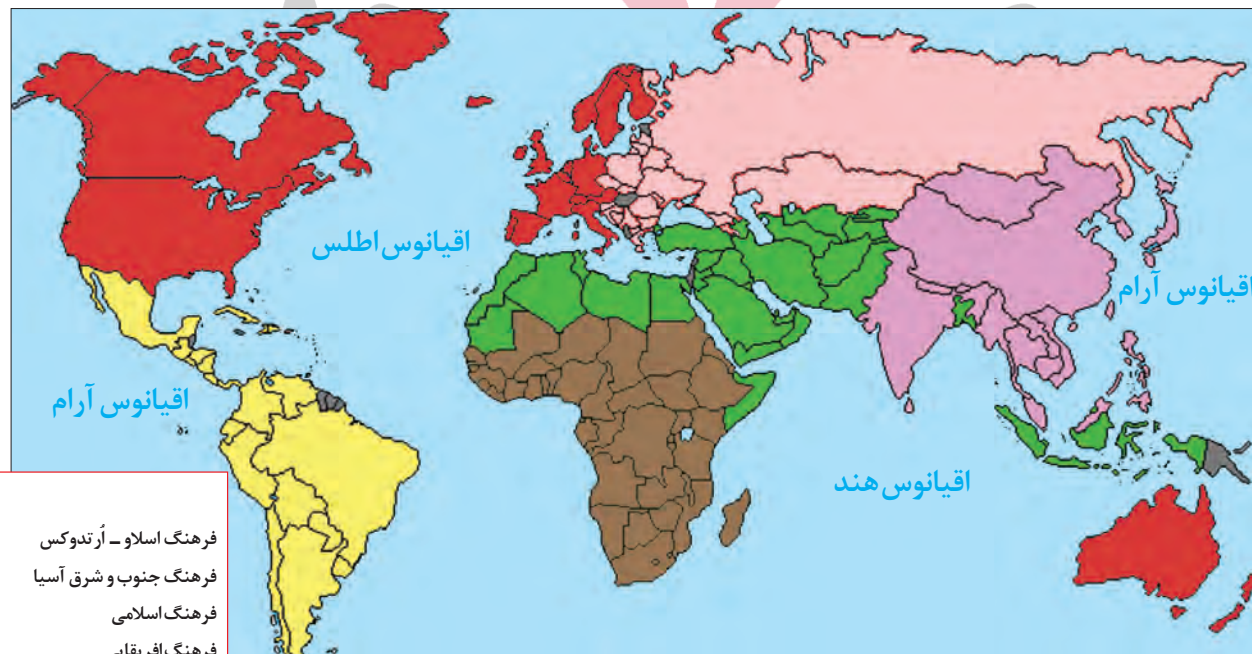 اقیانوس اطلس
اقیانوس آرام
اقیانوس آرام
اقیانوس هند
فرهنگ اسلاو ـ اُرتدوکس
فرهنگ جنوب و شرق آسیا
فرهنگ اسلامی